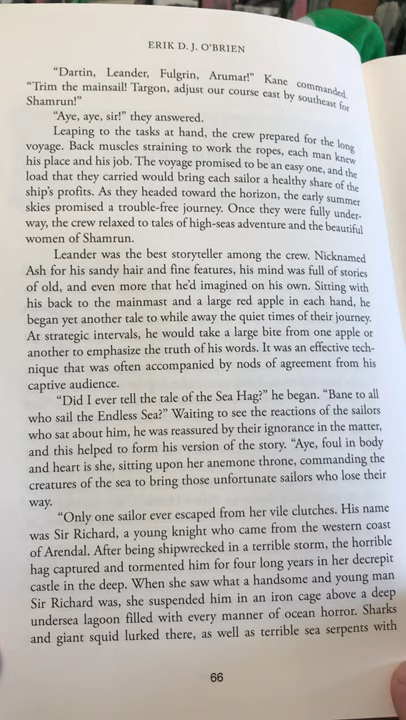 ERIK D. J. O'BRIEN
"Dartin, Leander, Fulgrin, Arumar!" Kane commanded.
"Trim the mainsail! Targon, adjust our course east by southeast for
Shamrun!"
"Aye, aye, sir!" they answered.
Leaping to the tasks at hand, the crew prepared for the long
voyage. Back muscles straining to work the ropes, each man knew
his place and his job. The voyage promised to be an easy one, and the
load that they carried would bring each sailor a healthy share of the
ship's profits. As they headed toward the horizon, the early summer
skies promised a trouble-free journey. Once they were fully under-
way, the crew relaxed to tales of high-seas adventure and the beautiful
women of Shamrun.
Leander was the best storyteller among the crew. Nicknamed
Ash for his sandy hair and fine features, his mind was full of stories
of old, and even more that he'd imagined on his own. Sitting with
his back to the mainmast and a large red apple in each hand, he
began yet another tale to while away the quiet times of their journey.
At strategic intervals, he would take a large bite from one apple or
another to emphasize the truth of his words. It was an effective tech-
nique that was often accompanied by nods of agreement from his
captive audience.
"Did I ever tell the tale of the Sea Hag?" he began. "Bane to all
who sail the Endless Sea?" Waiting to see the reactions of the sailors
who sat about him, he was reassured by their ignorance in the matter,
and this helped to form his version of the story. "Aye, foul in body
and heart is she, sitting upon her anemone throne, commanding the
creatures of the sea to bring those unfortunate sailors who lose their
way.
"Only one sailor ever escaped from her vile clutches. His name
was Sir Richard, a young knight who came from the western coast
of Arendal. After being shipwrecked in a terrible storm, the horrible
hag captured and tormented him for four long years in her decrepit
castle in the deep. When she saw what a handsome and young man
Sir Richard was, she suspended him in an iron cage above a deep
undersea lagoon filled with every manner of ocean horror. Sharks
and giant squid lurked there, as well as terrible sea serpents with
66